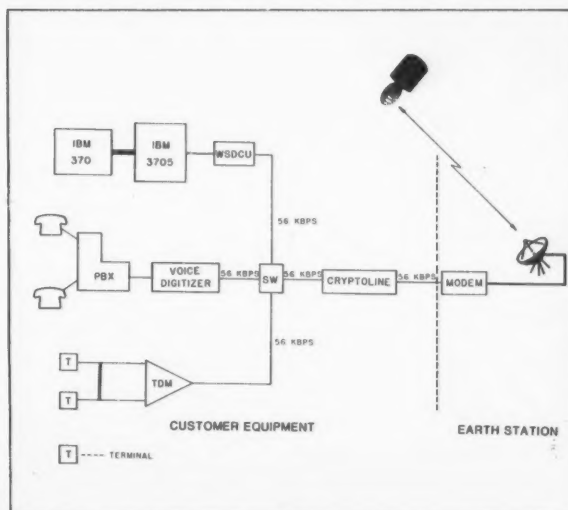 IBM
370
IBM
3705
WSDCU
56 KBPS
PBX
VOICE
DIGITIZER
56 KBPS
SW
56 KBPS
CRYPTOLINE
56 KBPS
MODEM
56 KBPS
T
T
TDM
CUSTOMER EQUIPMENT
EARTH STATION
T ---- TERMINAL